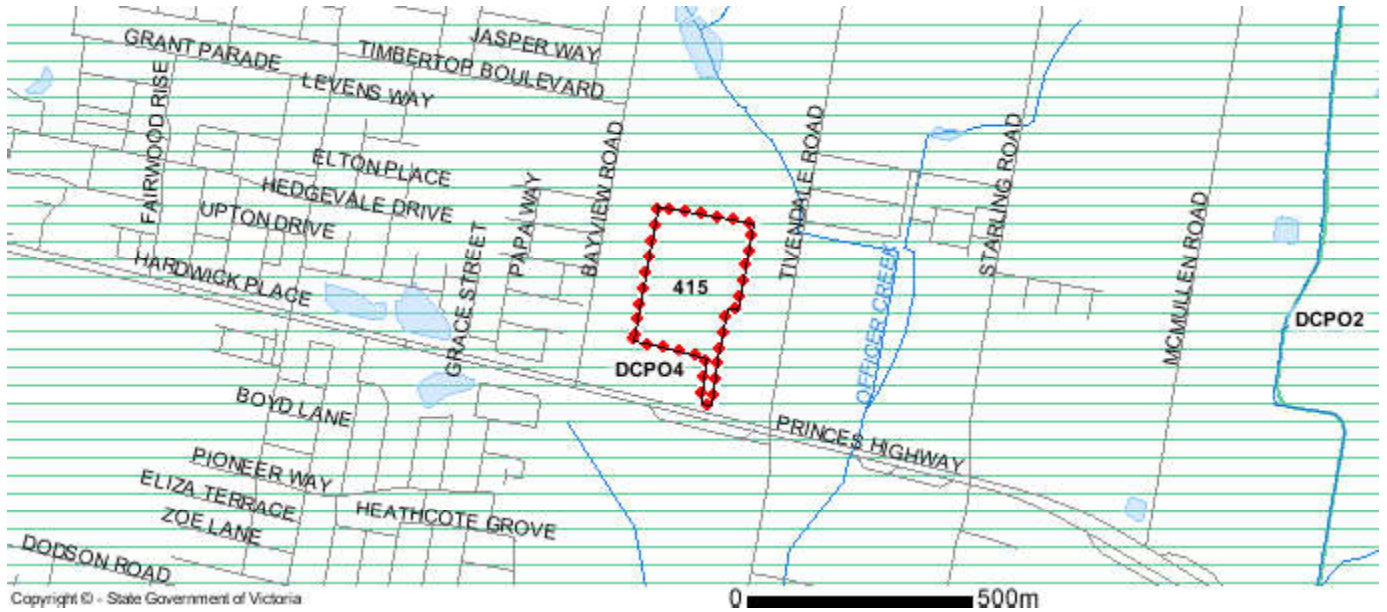 JASPER WAY
GRANT PARADE
TIMBERTOP BOULEVARD
LEVENS WAY
FAIRWOOD RISE
ELTON PLACE
HEDGEVALE DRIVE
UPTON DRIVE
PAPA WAY
BAYVIEW ROAD
TIVENDALE ROAD
STARLING ROAD
MCMULLEN ROAD
HARDWICK PLACE
GRACE STREET
415
OFFICER CREEK
DCPO2
DCPO4
BOYD LANE
PRINCES HIGHWAY
PIONEER WAY
ELIZA TERRACE
ZOE LANE
HEATHCOTE GROVE
DODSON ROAD
Copyright © - State Government of Victoria
0 500m